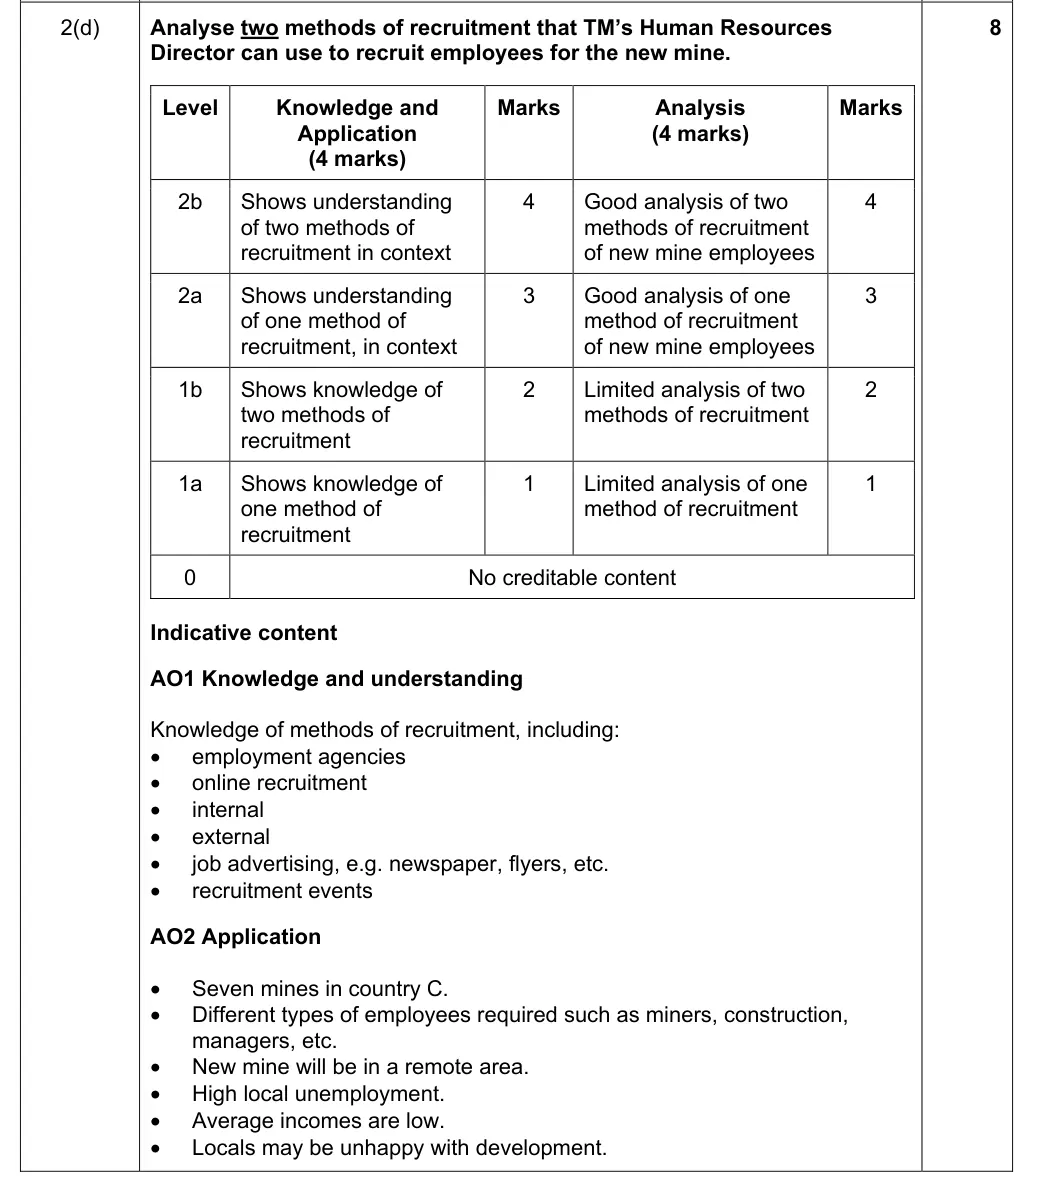 2(d)
Analyse two methods of recruitment that TM's Human Resources
Director can use to recruit employees for the new mine.
8
Level
Knowledge and
Application
(4 marks)
Marks
Analysis
(4 marks)
Marks
2b
Shows understanding
of two methods of
recruitment in context
4
Good analysis of two
methods of recruitment
of new mine employees
4
2a
Shows understanding
of one method of
recruitment, in context
3
Good analysis of one
method of recruitment
of new mine employees
3
1b
Shows knowledge of
two methods of
recruitment
2
Limited analysis of two
methods of recruitment
2
1a
Shows knowledge of
one method of
recruitment
1
Limited analysis of one
method of recruitment
1
0
No creditable content
Indicative content
AO1 Knowledge and understanding
Knowledge of methods of recruitment, including:
• employment agencies
• online recruitment
• internal
• external
• job advertising, e.g. newspaper, flyers, etc.
• recruitment events
AO2 Application
• Seven mines in country C.
• Different types of employees required such as miners, construction,
managers, etc.
• New mine will be in a remote area.
• High local unemployment.
• Average incomes are low.
• Locals may be unhappy with development.